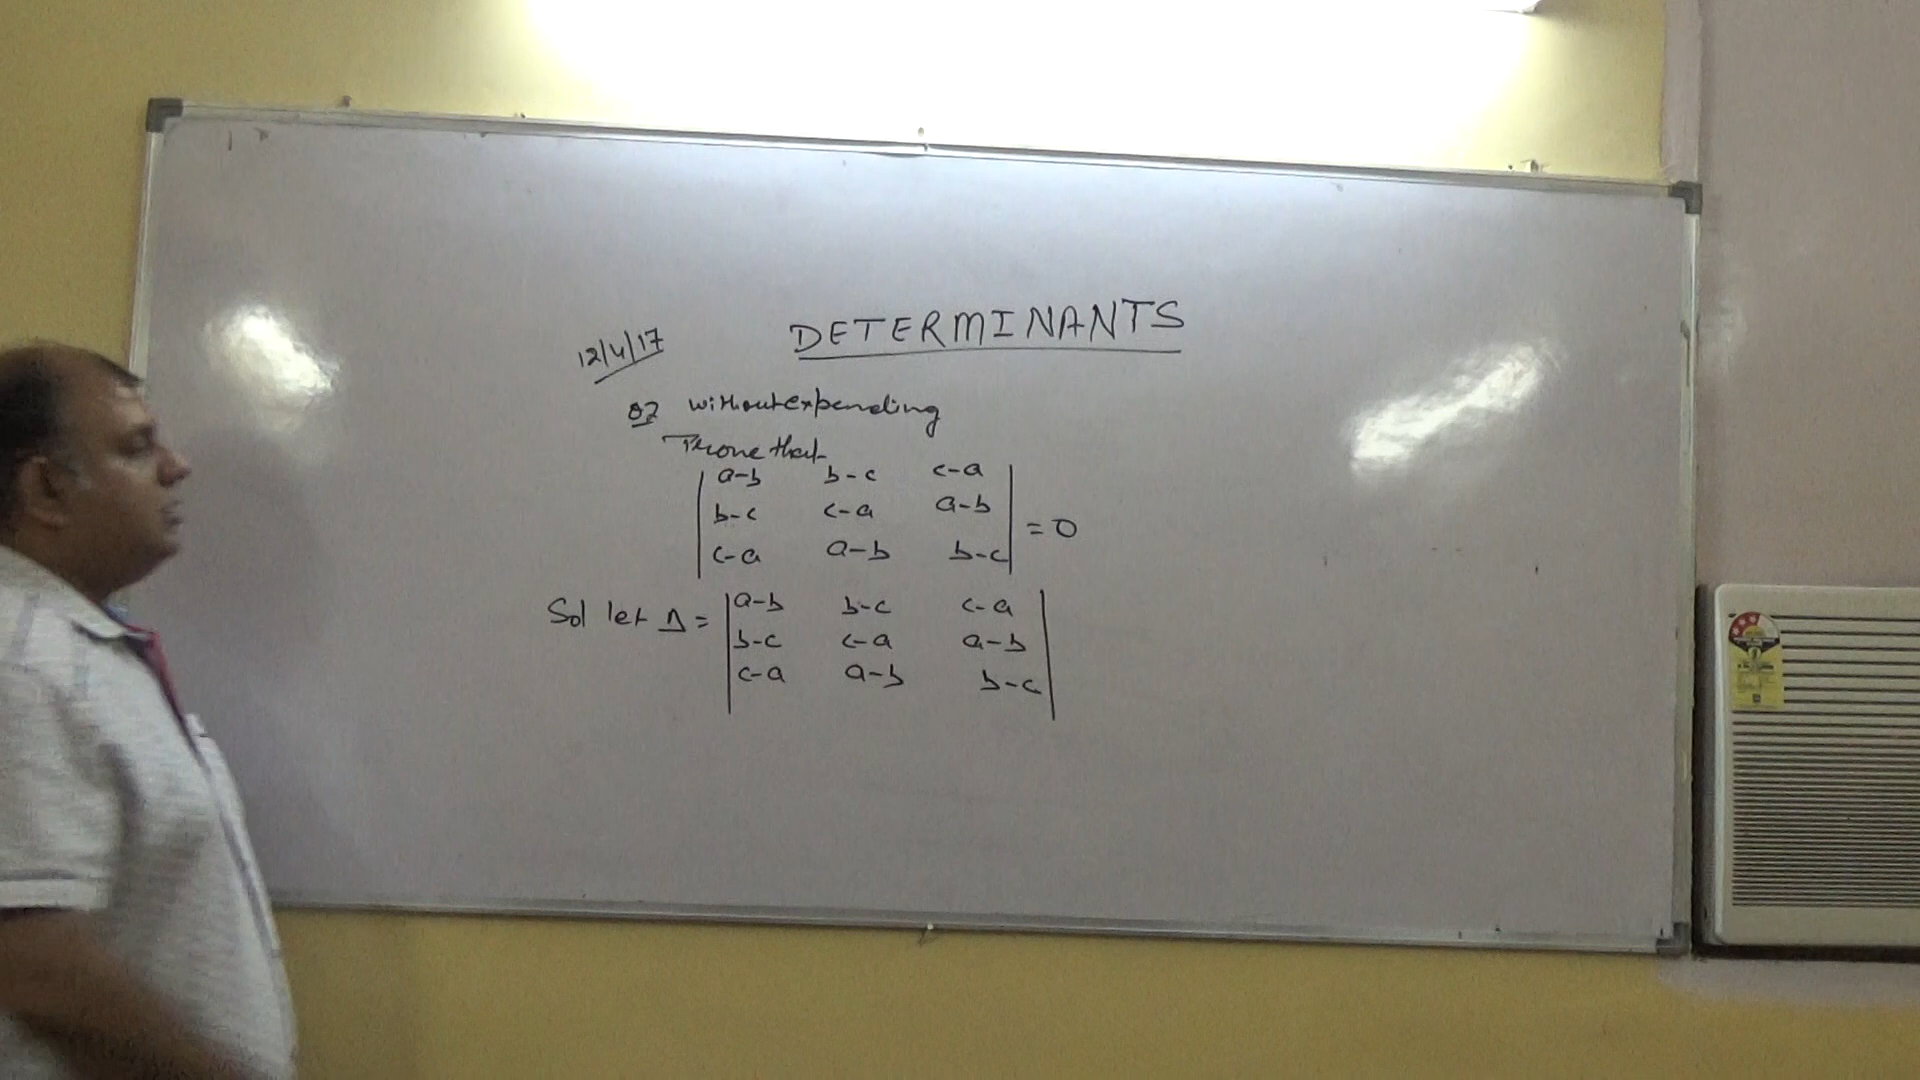 DETERMINANTS
12/4/17
Q7 without expending
Prove that
| a-b b-c c-a |
| b-c c-a a-b | = 0
| c-a a-b b-c |
Sol let Δ = | a-b b-c c-a |
| b-c c-a a-b |
| c-a a-b b-c |